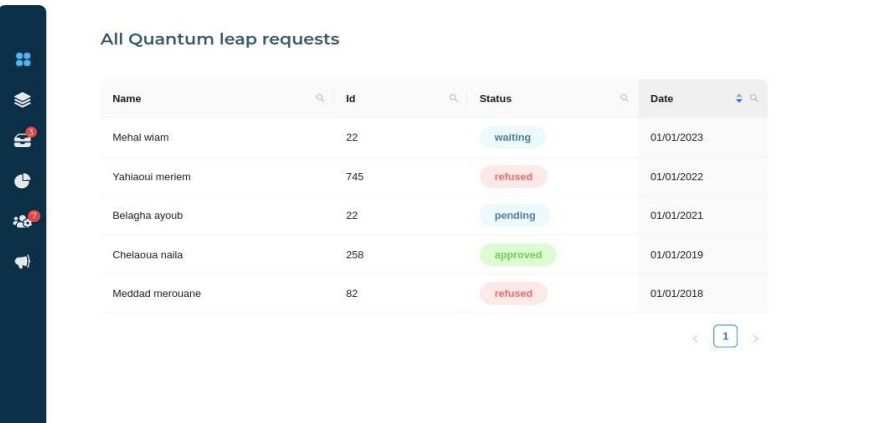 All Quantum leap requests
Name Id Status Date
Mehal wiam 22 waiting 01/01/2023
3
Yahiaoui meriem 745 refused 01/01/2022
Belagha ayoub 22 pending 01/01/2021
7
Chelaoua naila 258 approved 01/01/2019
Meddad merouane 82 refused 01/01/2018
1